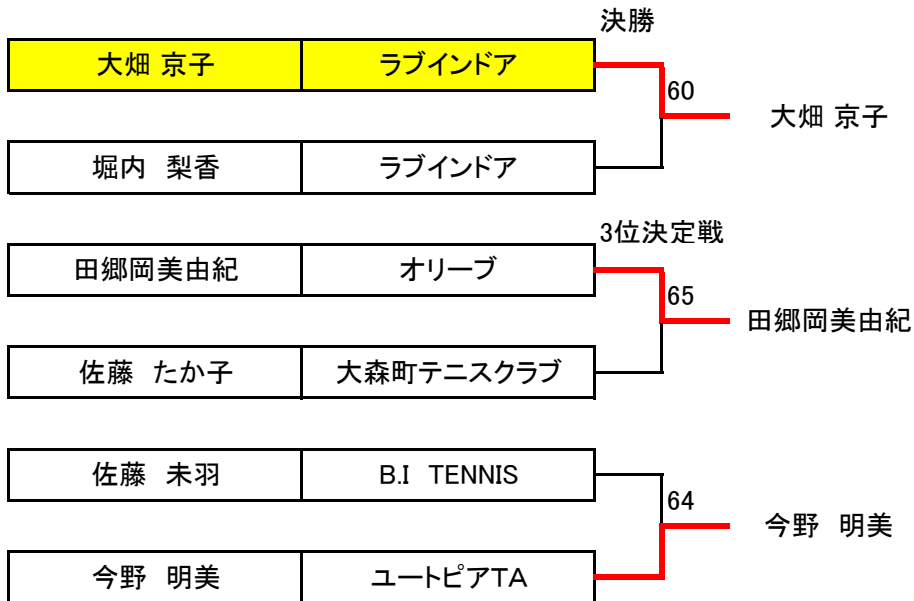 決勝
大畑 京子 ラブインドア
60
大畑 京子
堀内　梨香 ラブインドア
3位決定戦
田郷岡美由紀 オリーブ
65
田郷岡美由紀
佐藤　たか子 大森町テニスクラブ
佐藤　未羽 B.I　TENNIS
64
今野　明美
今野　明美 ユートピアTA